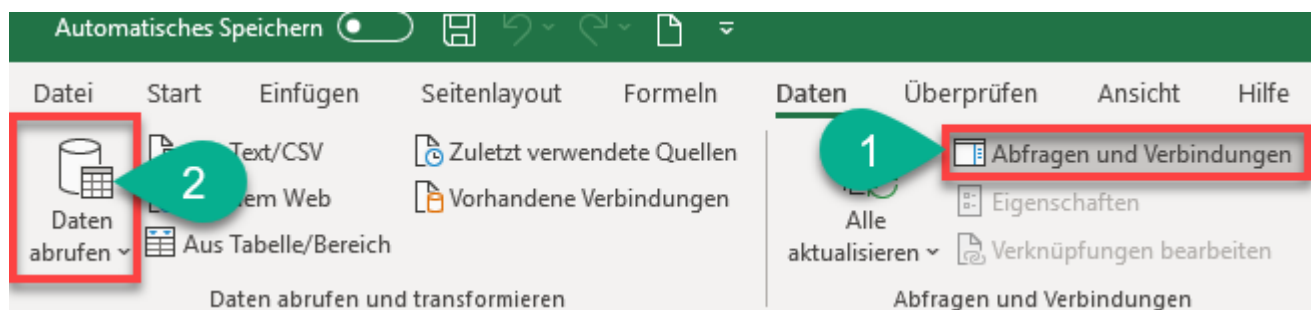 Automatisches Speichern
Datei Start Einfügen Seitenlayout Formeln Daten Überprüfen Ansicht Hilfe
Daten abrufen
2
Text/CSV
em Web
Aus Tabelle/Bereich
Zuletzt verwendete Quellen
Vorhandene Verbindungen
Daten abrufen und transformieren
1
Alle
aktualisieren
Abfragen und Verbindungen
Eigenschaften
Verknüpfungen bearbeiten
Abfragen und Verbindungen